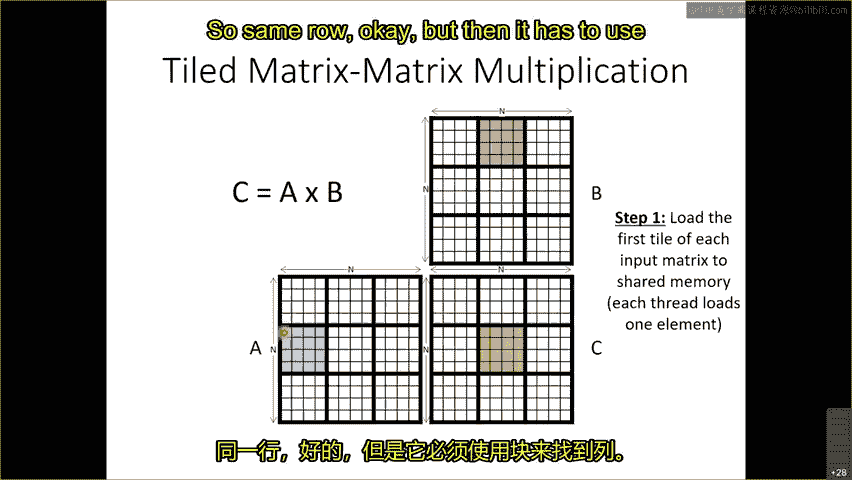 So same row, okay, but then it has to use
Tiled Matrix-Matrix Multiplication
N
C = A x B
N
B
Step 1: Load the
first tile of each
input matrix to
shared memory
(each thread loads
one element)
N
N
A
N
N
C
同一行，好的，但是它必须使用块来找到列。
+28